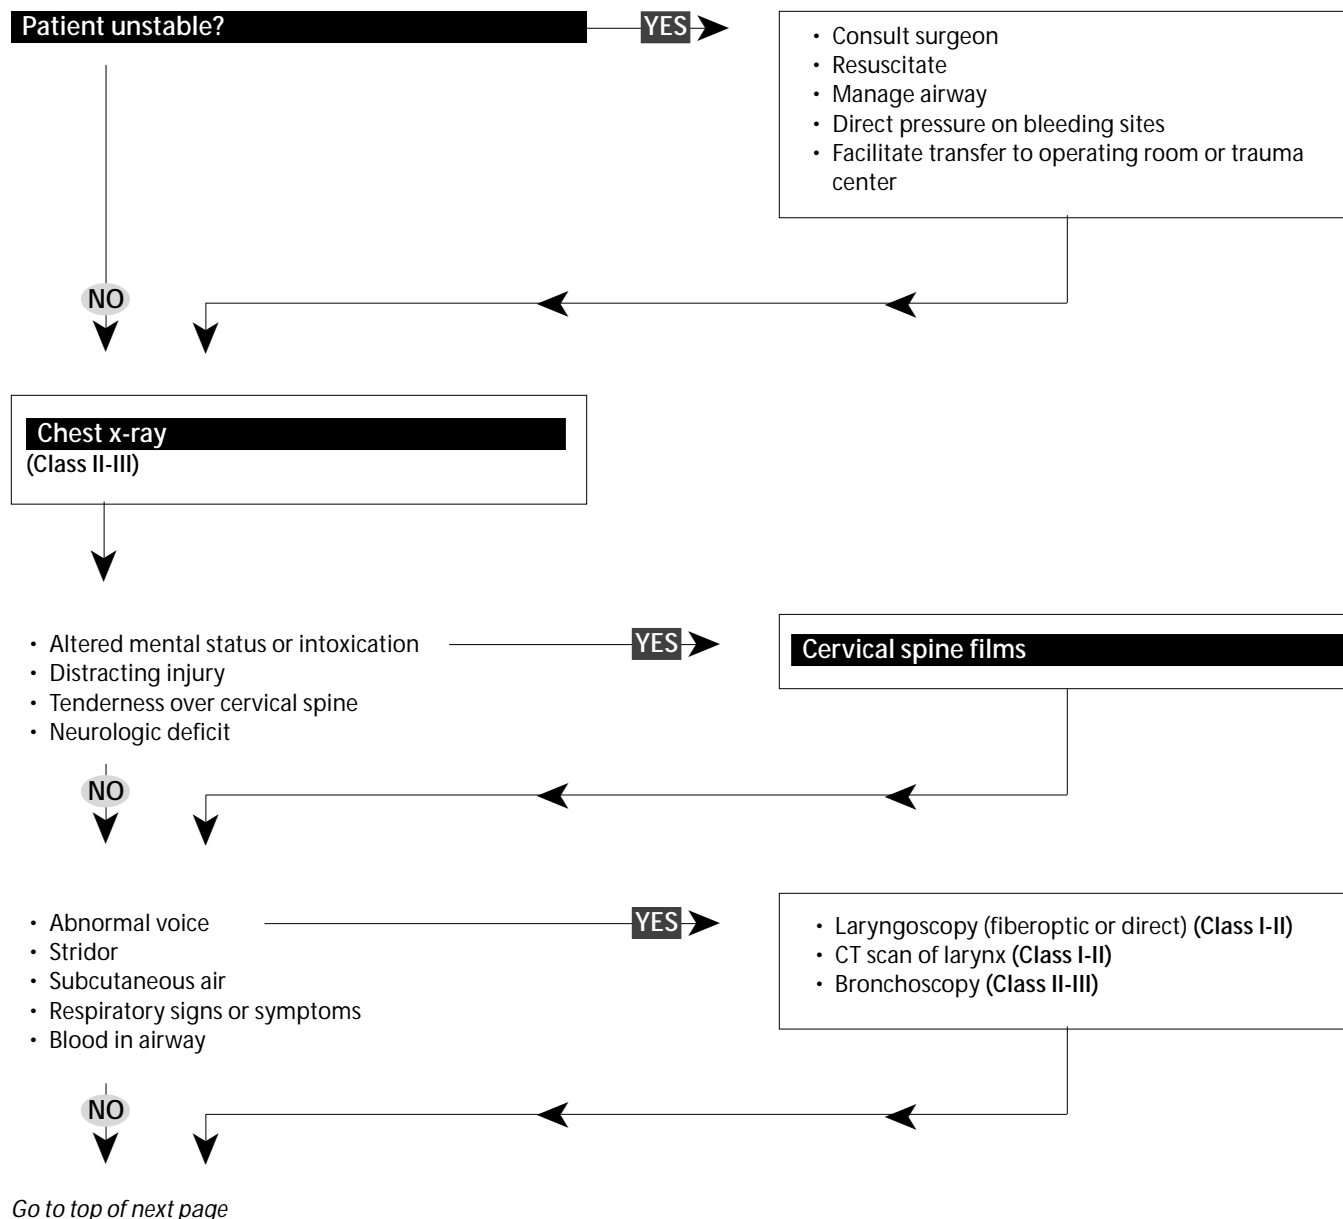 Patient unstable?
YES
• Consult surgeon
• Resuscitate
• Manage airway
• Direct pressure on bleeding sites
• Facilitate transfer to operating room or trauma
center
NO
Chest x-ray
(Class II-III)
• Altered mental status or intoxication
• Distracting injury
• Tenderness over cervical spine
• Neurologic deficit
YES
Cervical spine films
NO
• Abnormal voice
• Stridor
• Subcutaneous air
• Respiratory signs or symptoms
• Blood in airway
YES
• Laryngoscopy (fiberoptic or direct) (Class I-II)
• CT scan of larynx (Class I-II)
• Bronchoscopy (Class II-III)
NO
Go to top of next page